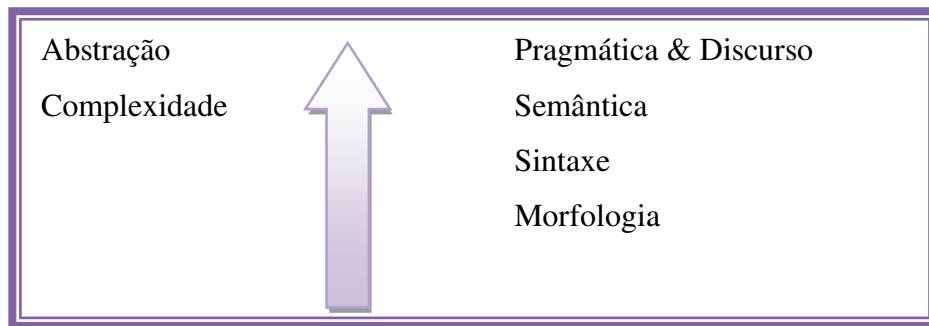 Abstração
Complexidade
Pragmática & Discurso
Semântica
Sintaxe
Morfologia